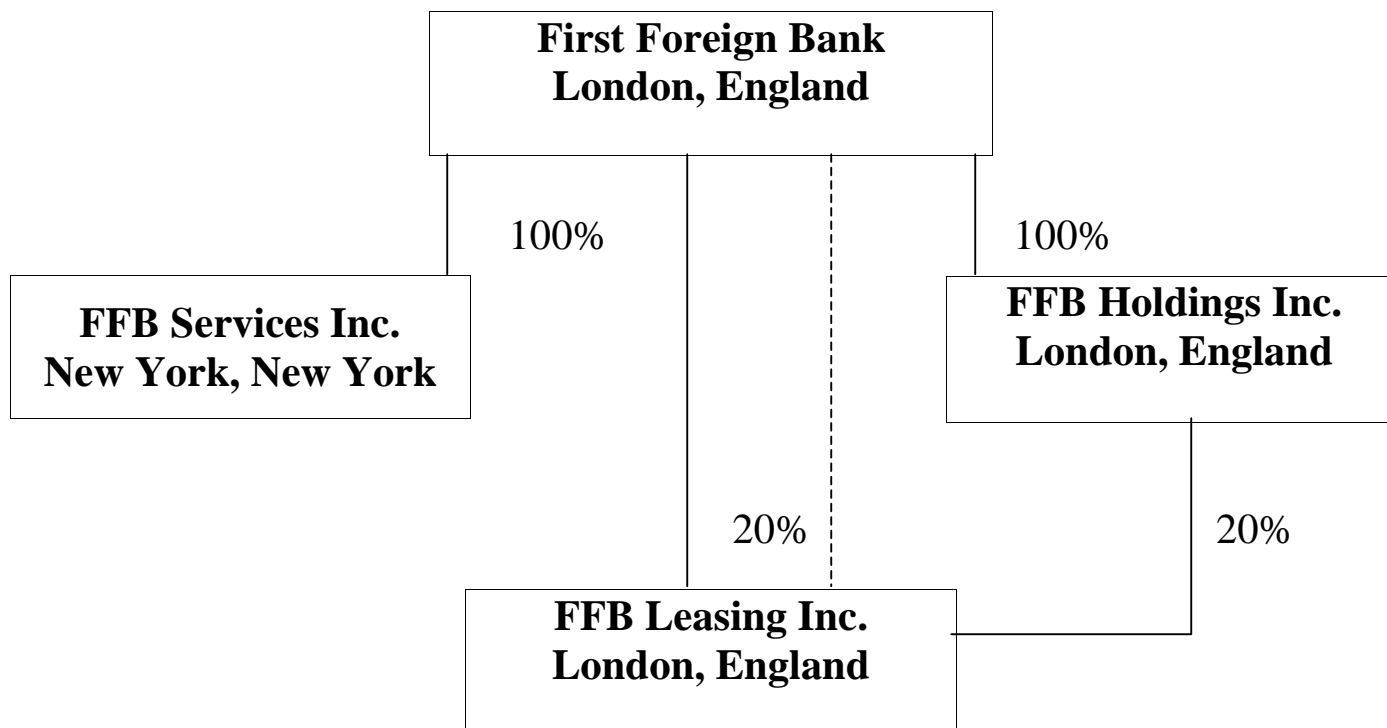 First Foreign Bank
London, England
100%
100%
FFB Services Inc.
New York, New York
FFB Holdings Inc.
London, England
20%
20%
FFB Leasing Inc.
London, England